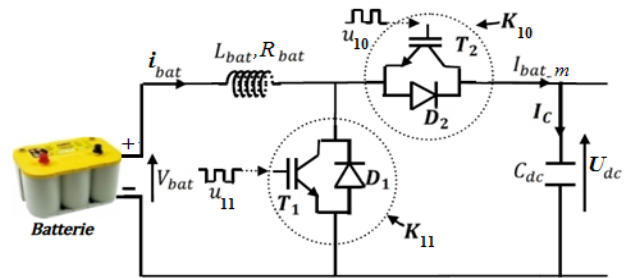 u10
T2
K10
Lbat, Rbat
ibat
Ibat_m
D2
IC
+
−
Vbat
u11
T1
D1
Cdc
Udc
K11
Batterie